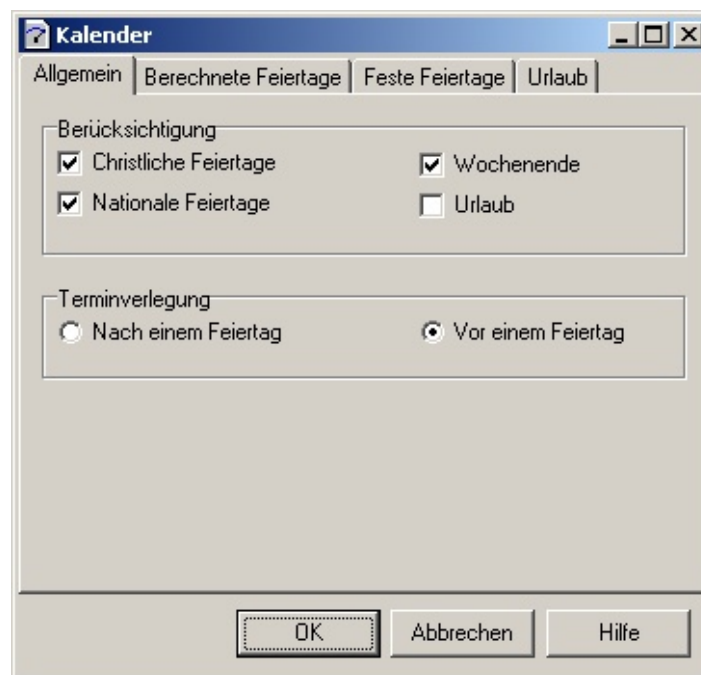 Kalender
Allgemein Berechnete Feiertage Feste Feiertage Urlaub
Berücksichtigung
Christliche Feiertage Wochenende
Nationale Feiertage Urlaub
Terminverlegung
Nach einem Feiertag Vor einem Feiertag
OK Abbrechen Hilfe